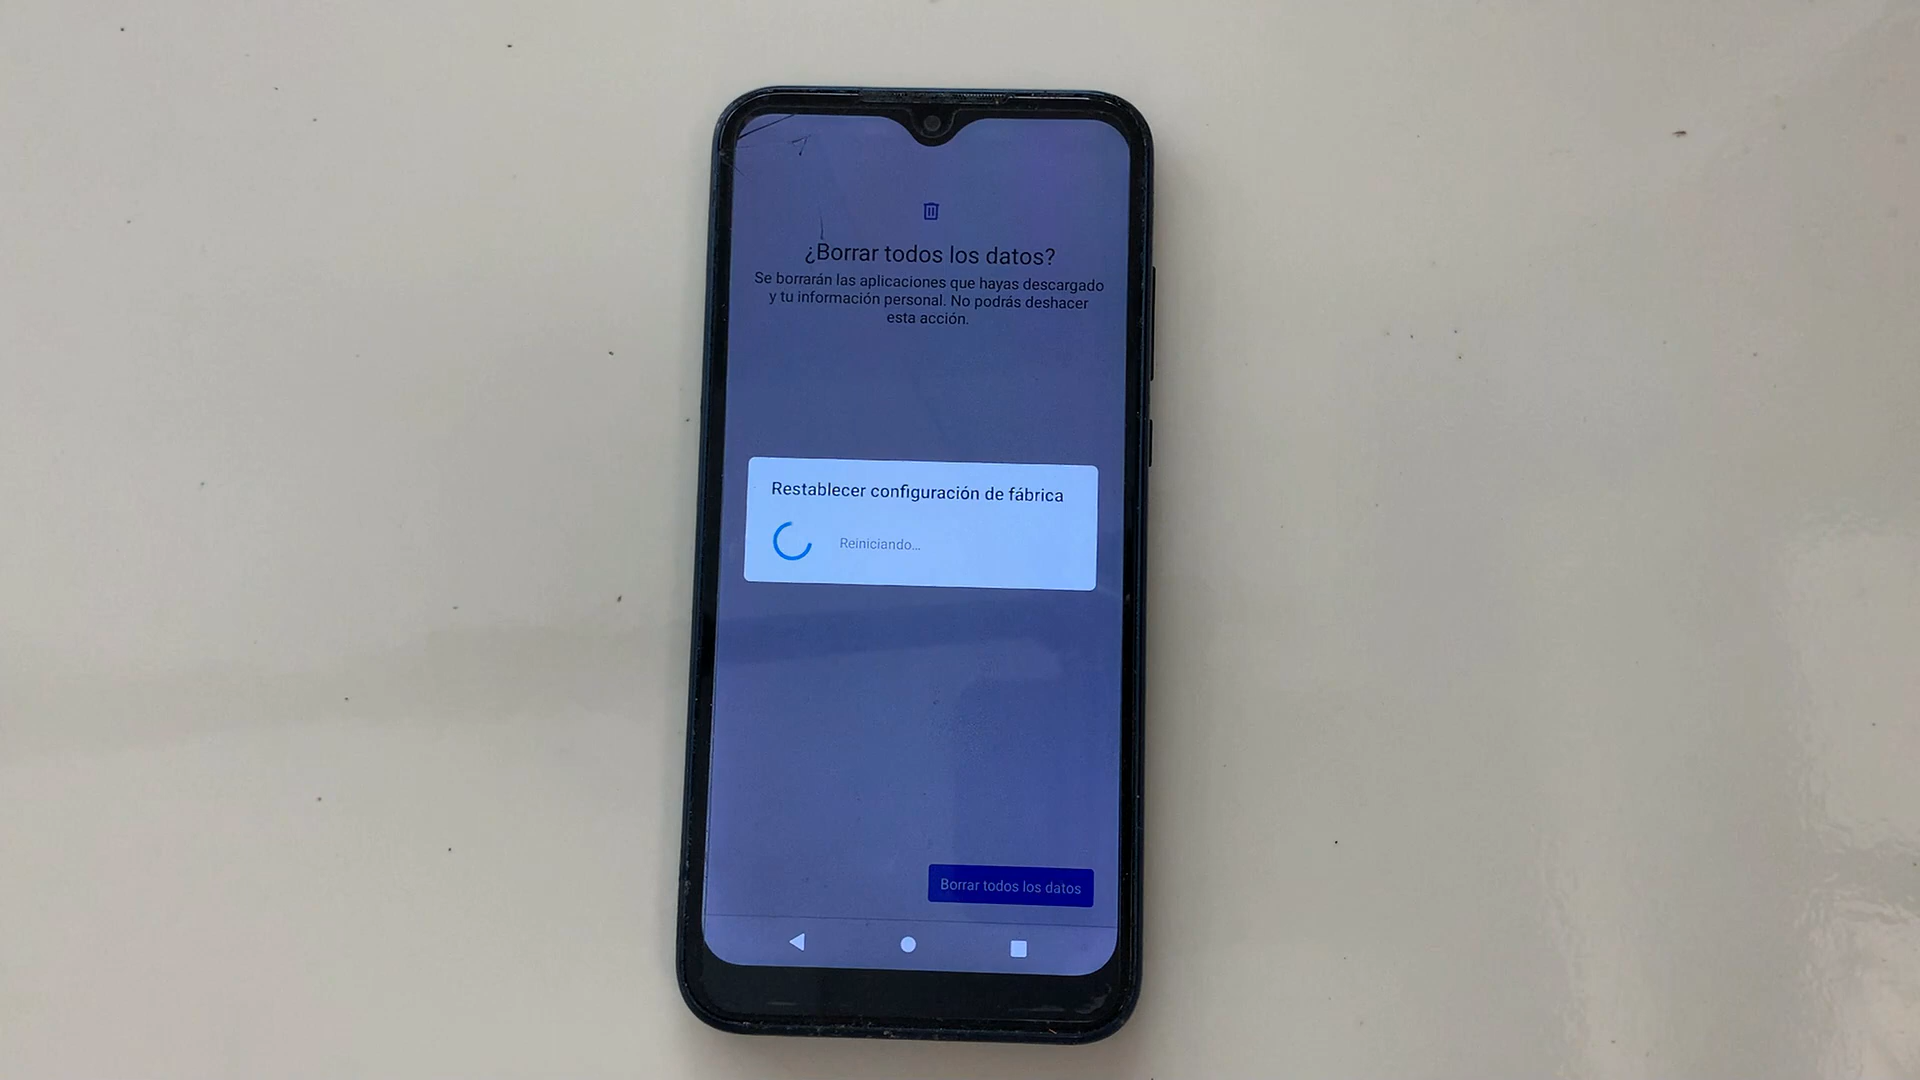 ¿Borrar todos los datos?
Se borrarán las aplicaciones que hayas descargado
y tu información personal. No podrás deshacer
esta acción.
Restablecer configuración de fábrica
Reiniciando...
Borrar todos los datos